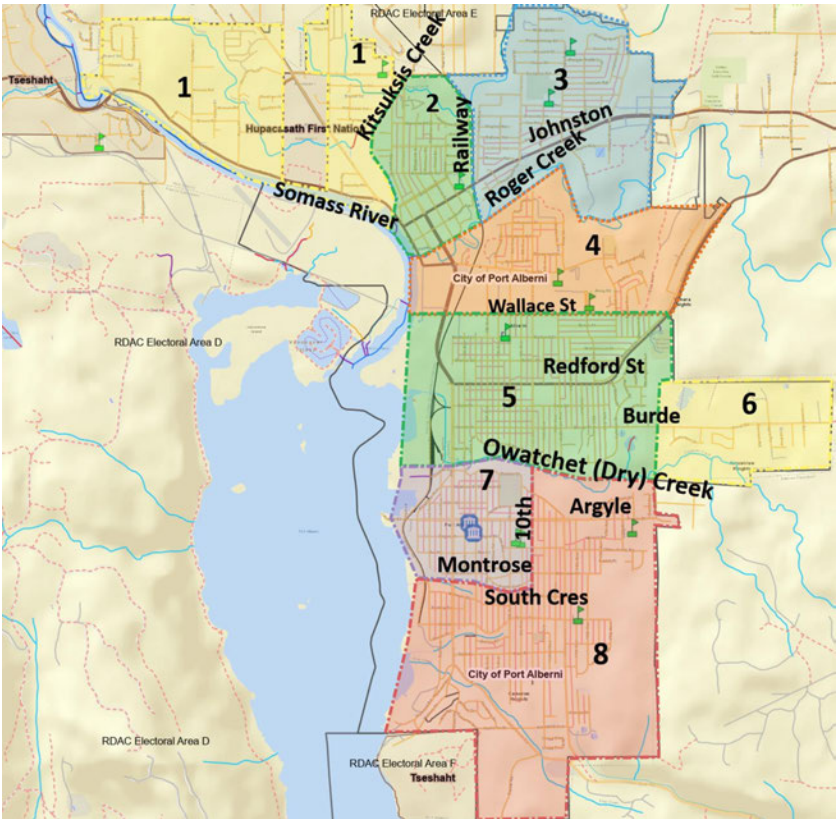 RDAC Electoral Area E
Tseshaht
1
1
Kitsuksis Creek
2
3
Railway
Johnston
Hupacasath Firs Natio
Roger Creek
Somass River
4
City of Port Alberni
Wallace St
RDAC Electoral Area D
Redford St
5
Burde
6
Owatchet (Dry) Creek
7
10th
Argyle
Montrose
South Cres
8
City of Port Alberni
RDAC Electoral Area D
RDAC Electoral Area F
Tseshaht